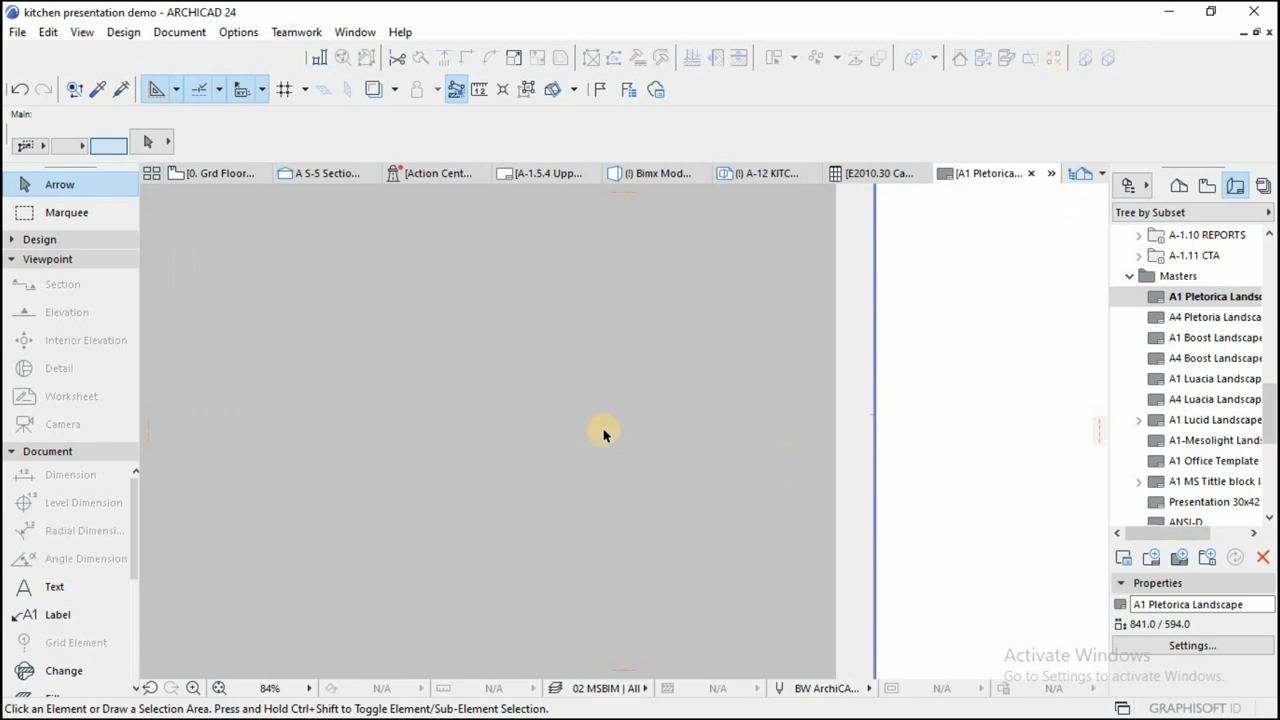 kitchen presentation demo - ARCHICAD 24
File Edit View Design Document Options Teamwork Window Help
Main:
[0. Grd Floor... A S-5 Sectio... [Action Cent... [A-1.5.4 Upp... (!) Bimx Mod... (!) A-12 KITC... [E2010.30 Ca... [A1 Pletorica...
Arrow
Marquee
Design
Viewpoint
Section
Elevation
Interior Elevation
Detail
Worksheet
Camera
Document
Dimension
Level Dimension
Radial Dimensi...
Angle Dimension
Text
A1 Label
Grid Element
Change
Tree by Subset
A-1.10 REPORTS
A-1.11 CTA
Masters
A1 Pletorica Landsc
A4 Pletoria Landsca
A1 Boost Landscape
A4 Boost Landscape
A1 Luacia Landscap
A4 Luacia Landscap
A1 Lucid Landscape
A1-Mesolight Lands
A1 Office Template
A1 MS Tittle block l
Presentation 30x42
ANSI-D
Properties
A1 Pletorica Landscape
841.0 / 594.0
Settings...
Activate Windows
Go to Settings to activate Windows.
84% N/A N/A 02 MSBIM | All N/A BW ArchiCA... N/A N/A
Click an Element or Draw a Selection Area. Press and Hold Ctrl+Shift to Toggle Element/Sub-Element Selection.
GRAPHISOFT ID